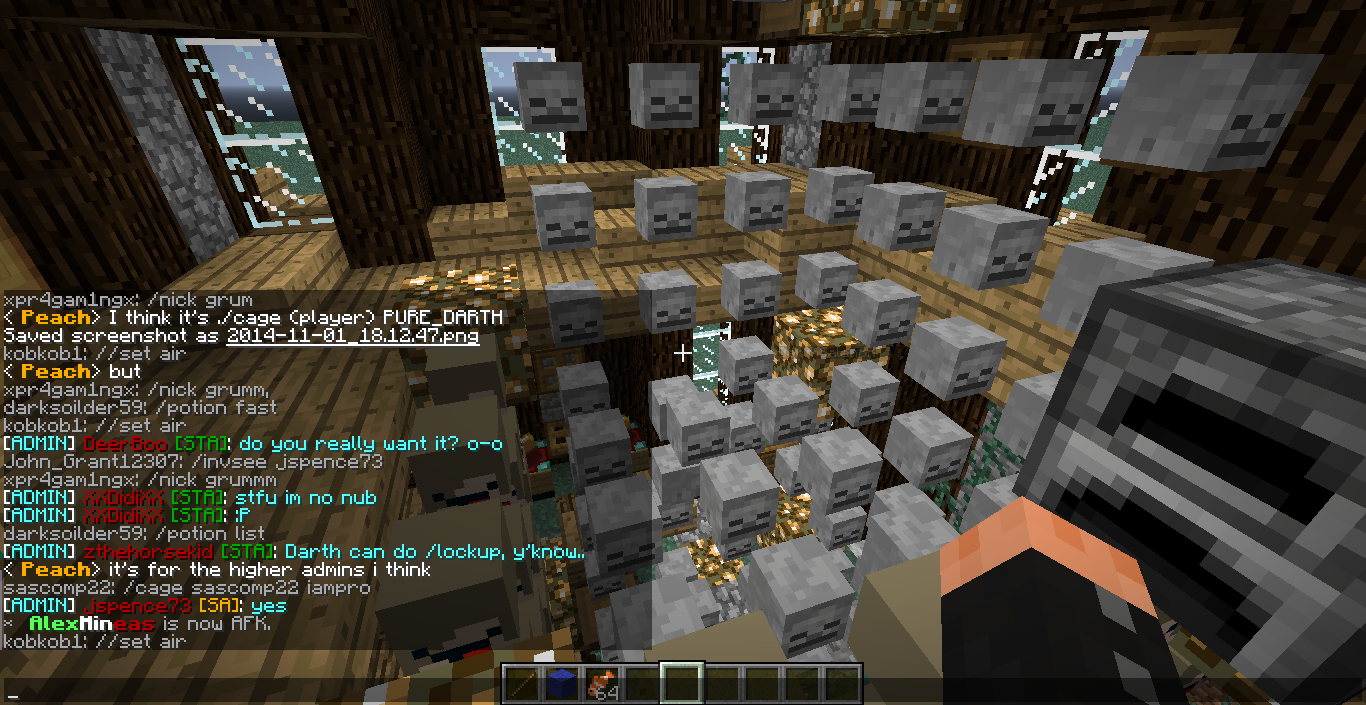 xpr4gam1ngx: /nick grum
< Peach> I think it's ./cage (player) PURE_DARTH
Saved screenshot as 2014-11-01_18.12.47.png
kobkob1: //set air
< Peach> but
xpr4gam1ngx: /nick grumm,
darksoilder59: /potion fast
kobkob1: //set air
[ADMIN] DeerBoo [STA]: do you really want it? o-o
John_Grant12307: /invsee jspence73
xpr4gam1ngx: /nick grummm
[ADMIN] XXDidiXX [STA]: stfu im no nub
[ADMIN] XXDidiXX [STA]: :P
darksoilder59: /potion list
[ADMIN] zthehorsekid [STA]: Darth can do /lockup, y'know..
< Peach> it's for the higher admins i think
sascomp22: /cage sascomp22 iampro
[ADMIN] jspence73 [SA]: yes
* AlexMineas is now AFK.
kobkob1: //set air
_
64